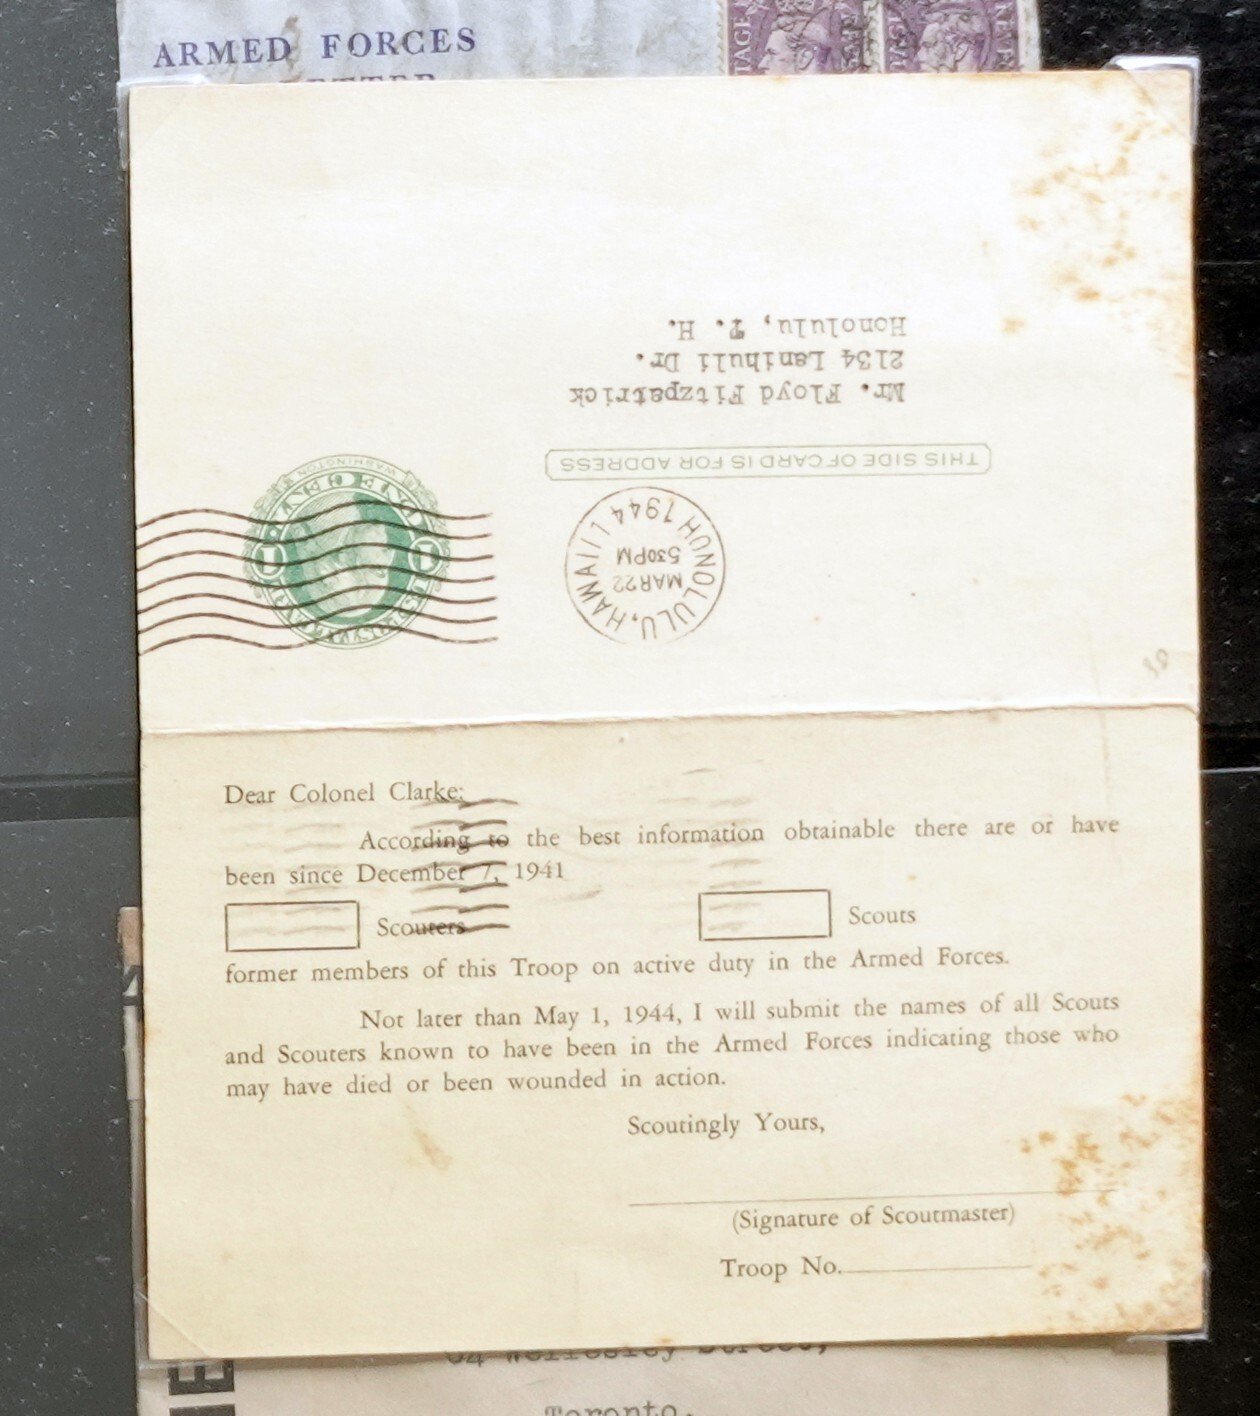 ARMED FORCES
Mr. Floyd Fitzpatrick
2134 Lanihuli Dr.
Honolulu, T. H.
THIS SIDE OF CARD IS FOR ADDRESS
HONOLULU, HAWAII 1944
MAR 22
530PM
WASHINGTON
ONE CENT
1 1
Dear Colonel Clarke:
According to the best information obtainable there are or have
been since December 7, 1941
Scouters Scouts
former members of this Troop on active duty in the Armed Forces.
Not later than May 1, 1944, I will submit the names of all Scouts
and Scouters known to have been in the Armed Forces indicating those who
may have died or been wounded in action.
Scoutingly Yours,
(Signature of Scoutmaster)
Troop No.
Toronto.